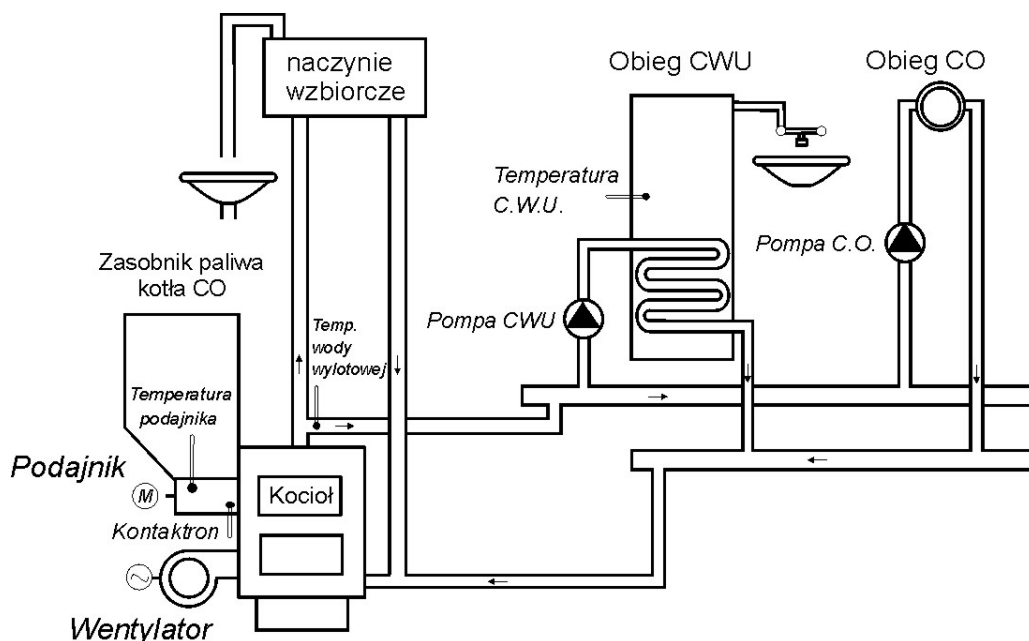 naczynie
wzbiorcze
Obieg CWU
Obieg CO
Temperatura
C.W.U.
Pompa C.O.
Zasobnik paliwa
kotła CO
Temp.
wody
wylotowej
Pompa CWU
Temperatura
podajnika
Podajnik
M
Kocioł
Kontaktron
Wentylator